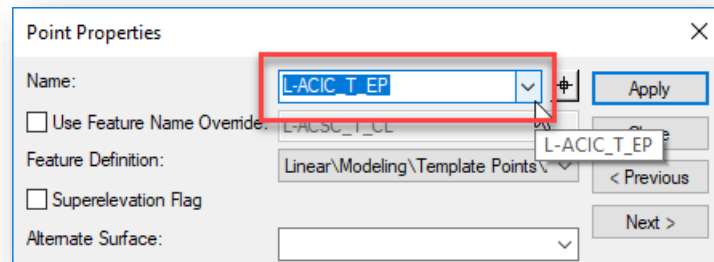 Point Properties
Name: L-ACIC_T_EP Apply
Use Feature Name Override: L-ACSC_T_CL
L-ACIC_T_EP
Feature Definition: Linear\Modeling\Template Points\ < Previous
Superelevation Flag
Next >
Alternate Surface: